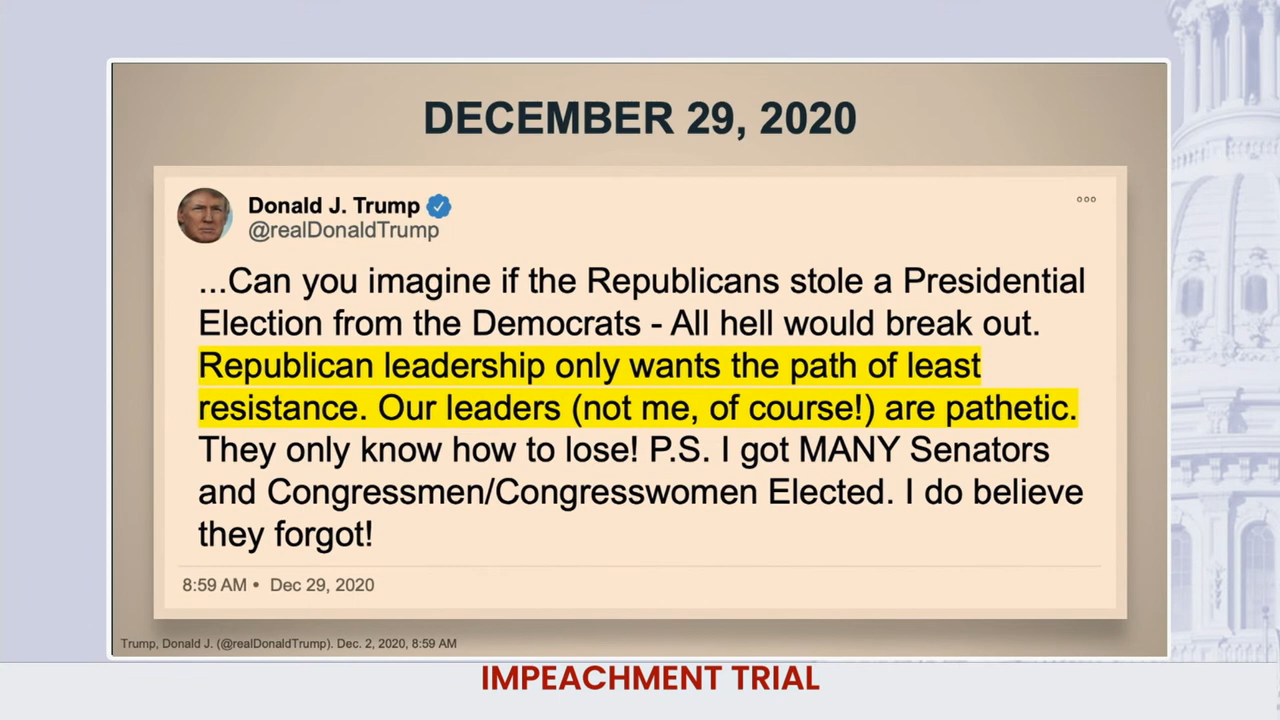 DECEMBER 29, 2020
Donald J. Trump
@realDonaldTrump
...Can you imagine if the Republicans stole a Presidential
Election from the Democrats - All hell would break out.
Republican leadership only wants the path of least
resistance. Our leaders (not me, of course!) are pathetic.
They only know how to lose! P.S. I got MANY Senators
and Congressmen/Congresswomen Elected. I do believe
they forgot!
8:59 AM • Dec 29, 2020
Trump, Donald J. (@realDonaldTrump). Dec. 2, 2020, 8:59 AM
IMPEACHMENT TRIAL